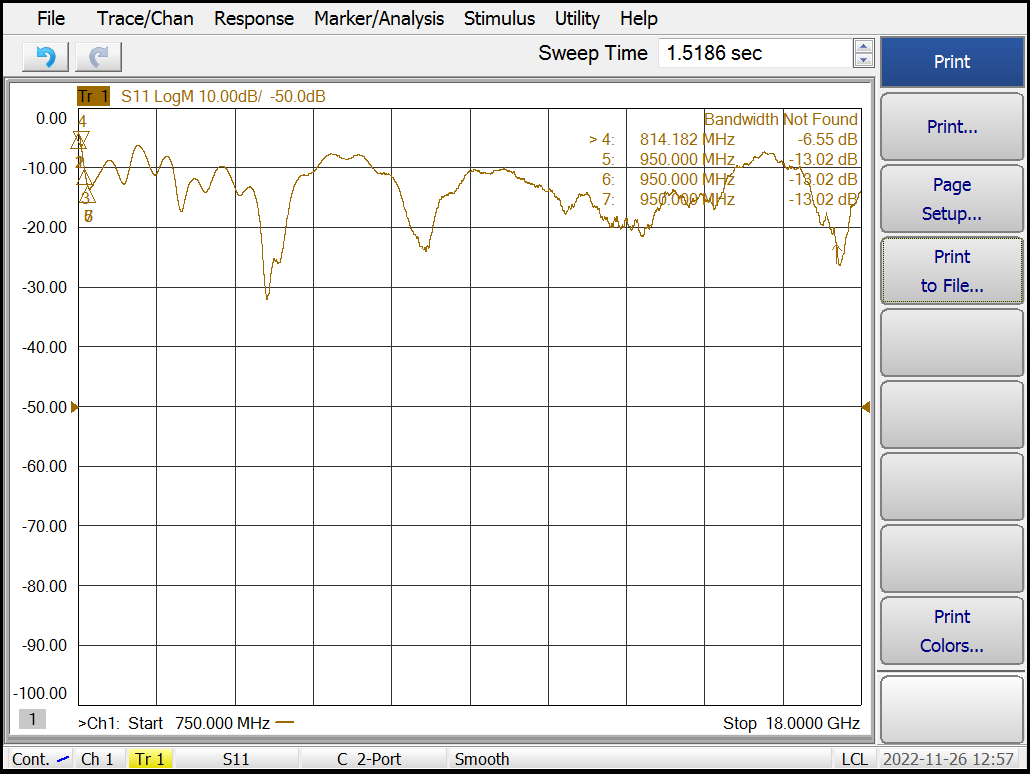 File Trace/Chan Response Marker/Analysis Stimulus Utility Help
Sweep Time 1.5186 sec
Print
Tr 1 S11 LogM 10.00dB/ -50.0dB
Bandwidth Not Found
> 4: 814.182 MHz -6.55 dB
5: 950.000 MHz -13.02 dB
6: 950.000 MHz -13.02 dB
7: 950.000 MHz -13.02 dB
4
3
0.00
-10.00
-20.00
-30.00
-40.00
-50.00
-60.00
-70.00
-80.00
-90.00
-100.00
1
>Ch1: Start 750.000 MHz
Stop 18.0000 GHz
Print...
Page
Setup...
Print
to File...
Print
Colors...
Cont. Ch 1 Tr 1 S11 C 2-Port Smooth LCL 2022-11-26 12:57